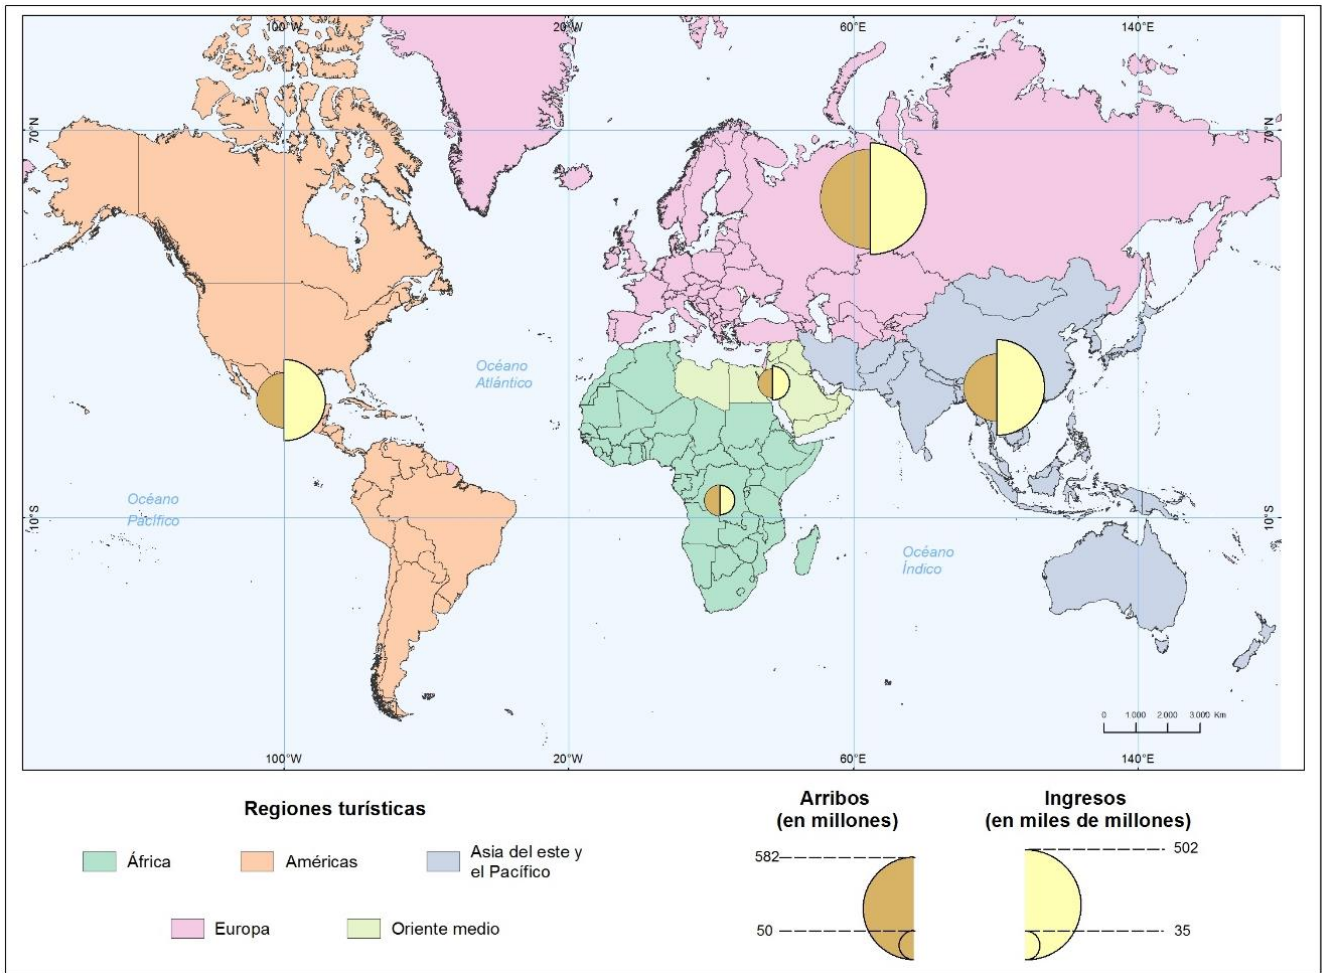 100°W
20°W
60°E
140°E
70°N
70°N
Océano
Atlántico
Océano
Pacífico
10°S
10°S
Océano
Índico
0 1.000 2.000 3.000 Km
100°W
20°W
60°E
140°E
Regiones turísticas
África
Américas
Asia del este y
el Pacífico
Europa
Oriente medio
Arribos
(en millones)
582
50
Ingresos
(en miles de millones)
502
35